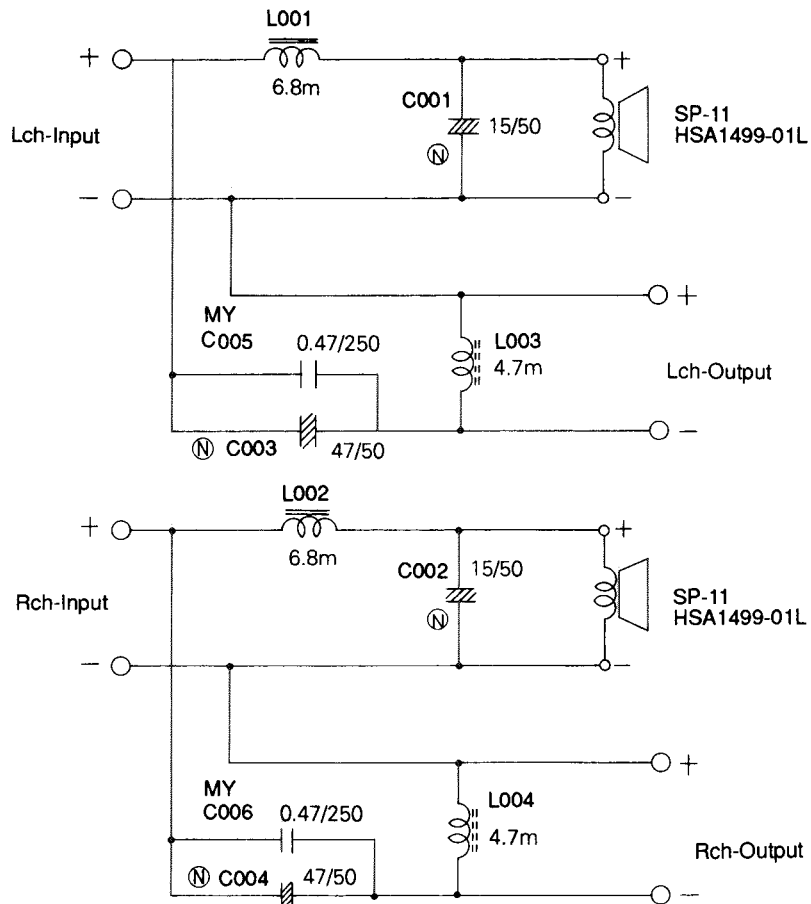 L001
+
6.8m
+
C001
15/50
SP-11
HSA1499-01L
Lch-Input
N
−
−
+
MY
C005
0.47/250
L003
4.7m
Lch-Output
N C003
47/50
−
L002
+
6.8m
+
C002
15/50
Rch-Input
N
SP-11
HSA1499-01L
−
−
+
MY
C006
0.47/250
L004
4.7m
Rch-Output
N C004
47/50
−